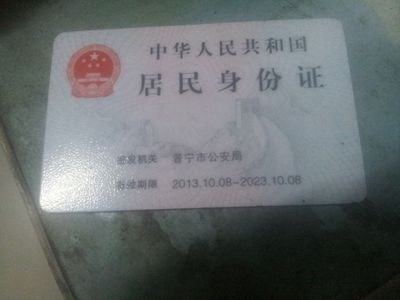 中华人民共和国
居民身份证
签发机关 普宁市公安局
有效期限 2013.10.08-2023.10.08